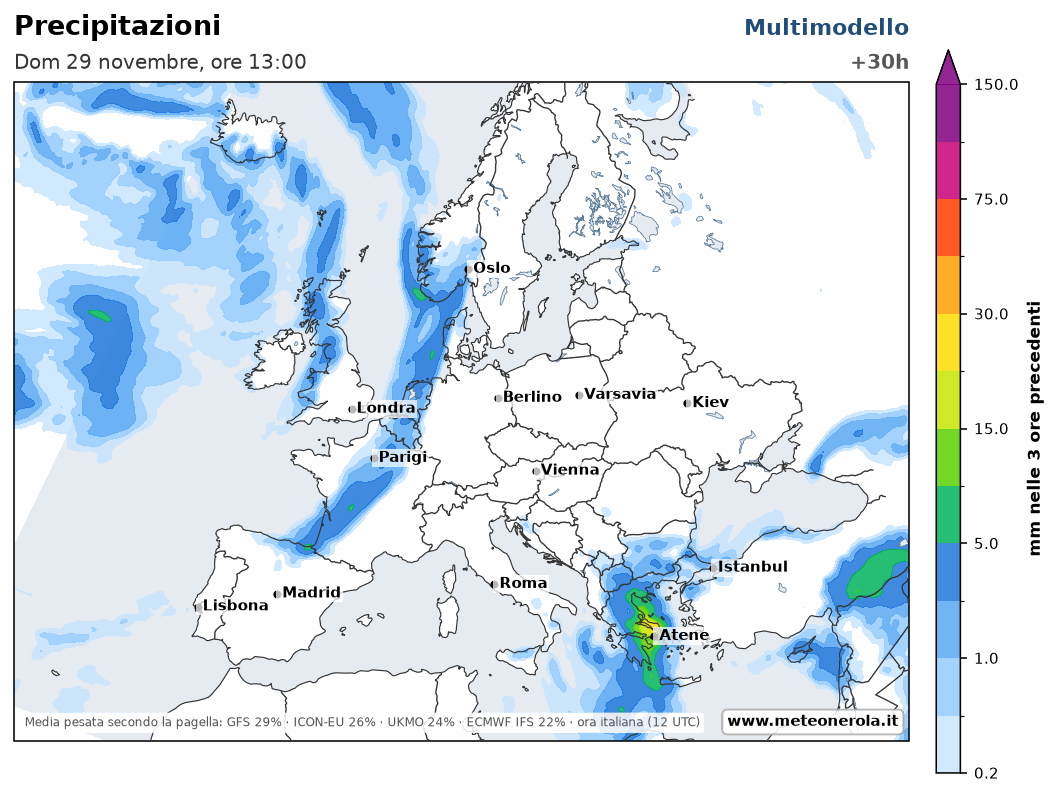 Precipitazioni
Multimodello
Dom 29 novembre, ore 13:00
+30h
150.0
75.0
30.0
15.0
5.0
1.0
0.2
mm nelle 3 ore precedenti
Oslo
Berlino
Varsavia
Kiev
Londra
Parigi
Vienna
Istanbul
Roma
Madrid
Lisbona
Atene
Media pesata secondo la pagella: GFS 29% · ICON-EU 26% · UKMO 24% · ECMWF IFS 22% · ora italiana (12 UTC)
www.meteonerola.it